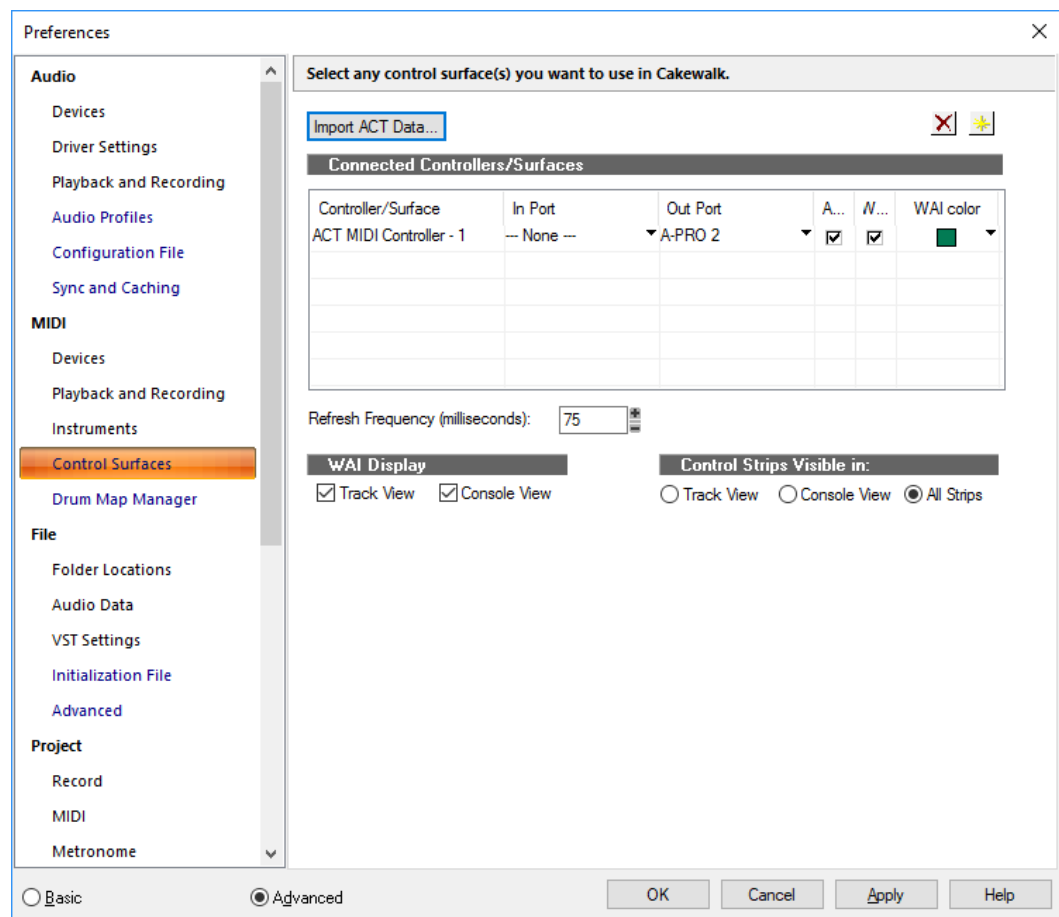 Preferences
Audio
Devices
Driver Settings
Playback and Recording
Audio Profiles
Configuration File
Sync and Caching
MIDI
Devices
Playback and Recording
Instruments
Control Surfaces
Drum Map Manager
File
Folder Locations
Audio Data
VST Settings
Initialization File
Advanced
Project
Record
MIDI
Metronome
Select any control surface(s) you want to use in Cakewalk.
Import ACT Data...
Connected Controllers/Surfaces
Controller/Surface In Port Out Port A... W... WAI color
ACT MIDI Controller - 1 --- None --- A-PRO 2
Refresh Frequency (milliseconds): 75
WAI Display Control Strips Visible in:
Track View Console View Track View Console View All Strips
Basic Advanced OK Cancel Apply Help